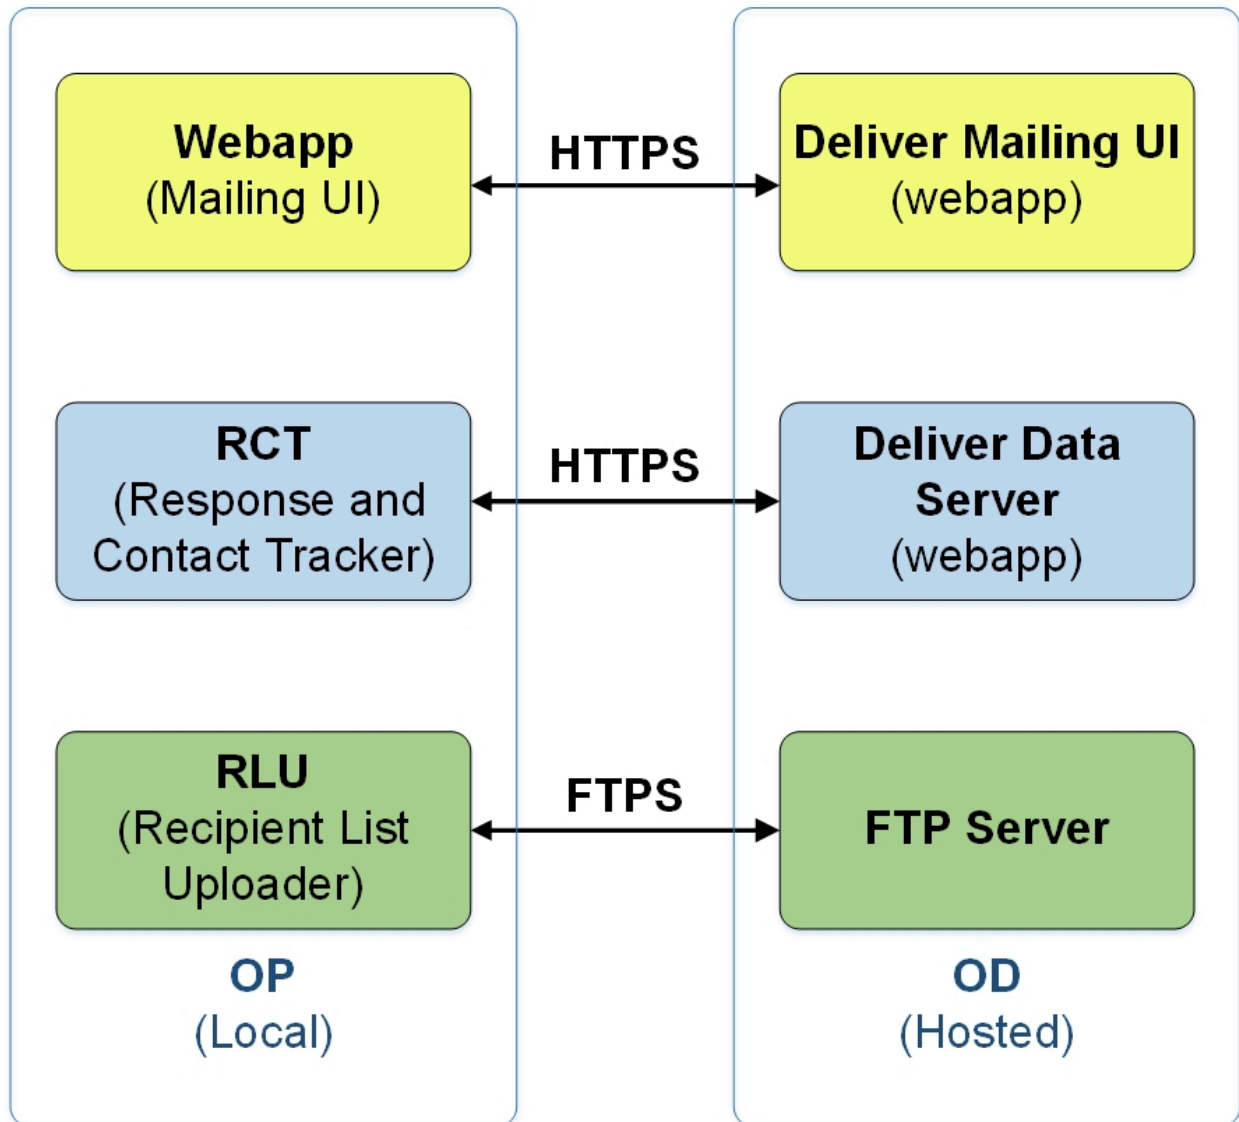 Webapp
(Mailing UI)
HTTPS
Deliver Mailing UI
(webapp)
RCT
(Response and
Contact Tracker)
HTTPS
Deliver Data
Server
(webapp)
RLU
(Recipient List
Uploader)
FTPS
FTP Server
OP
(Local)
OD
(Hosted)